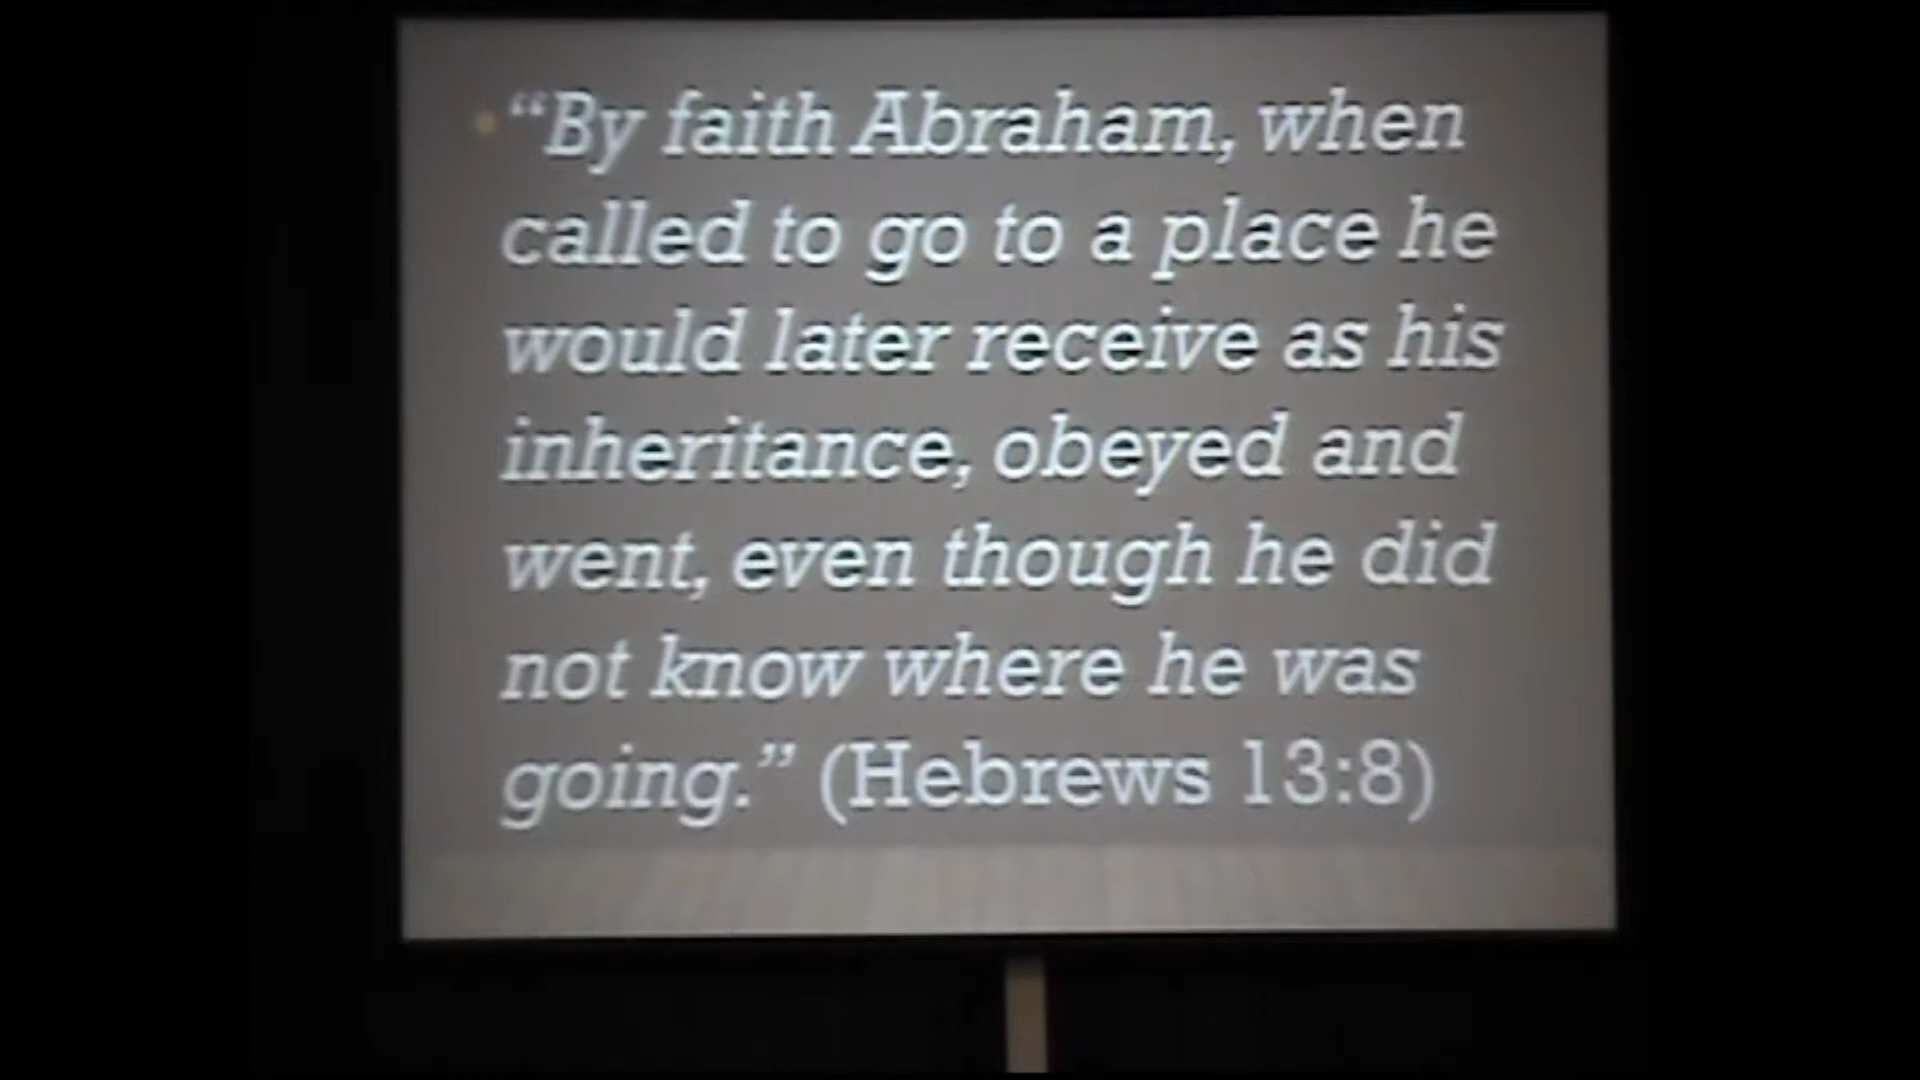 “By faith Abraham, when
called to go to a place he
would later receive as his
inheritance, obeyed and
went, even though he did
not know where he was
going.” (Hebrews 13:8)